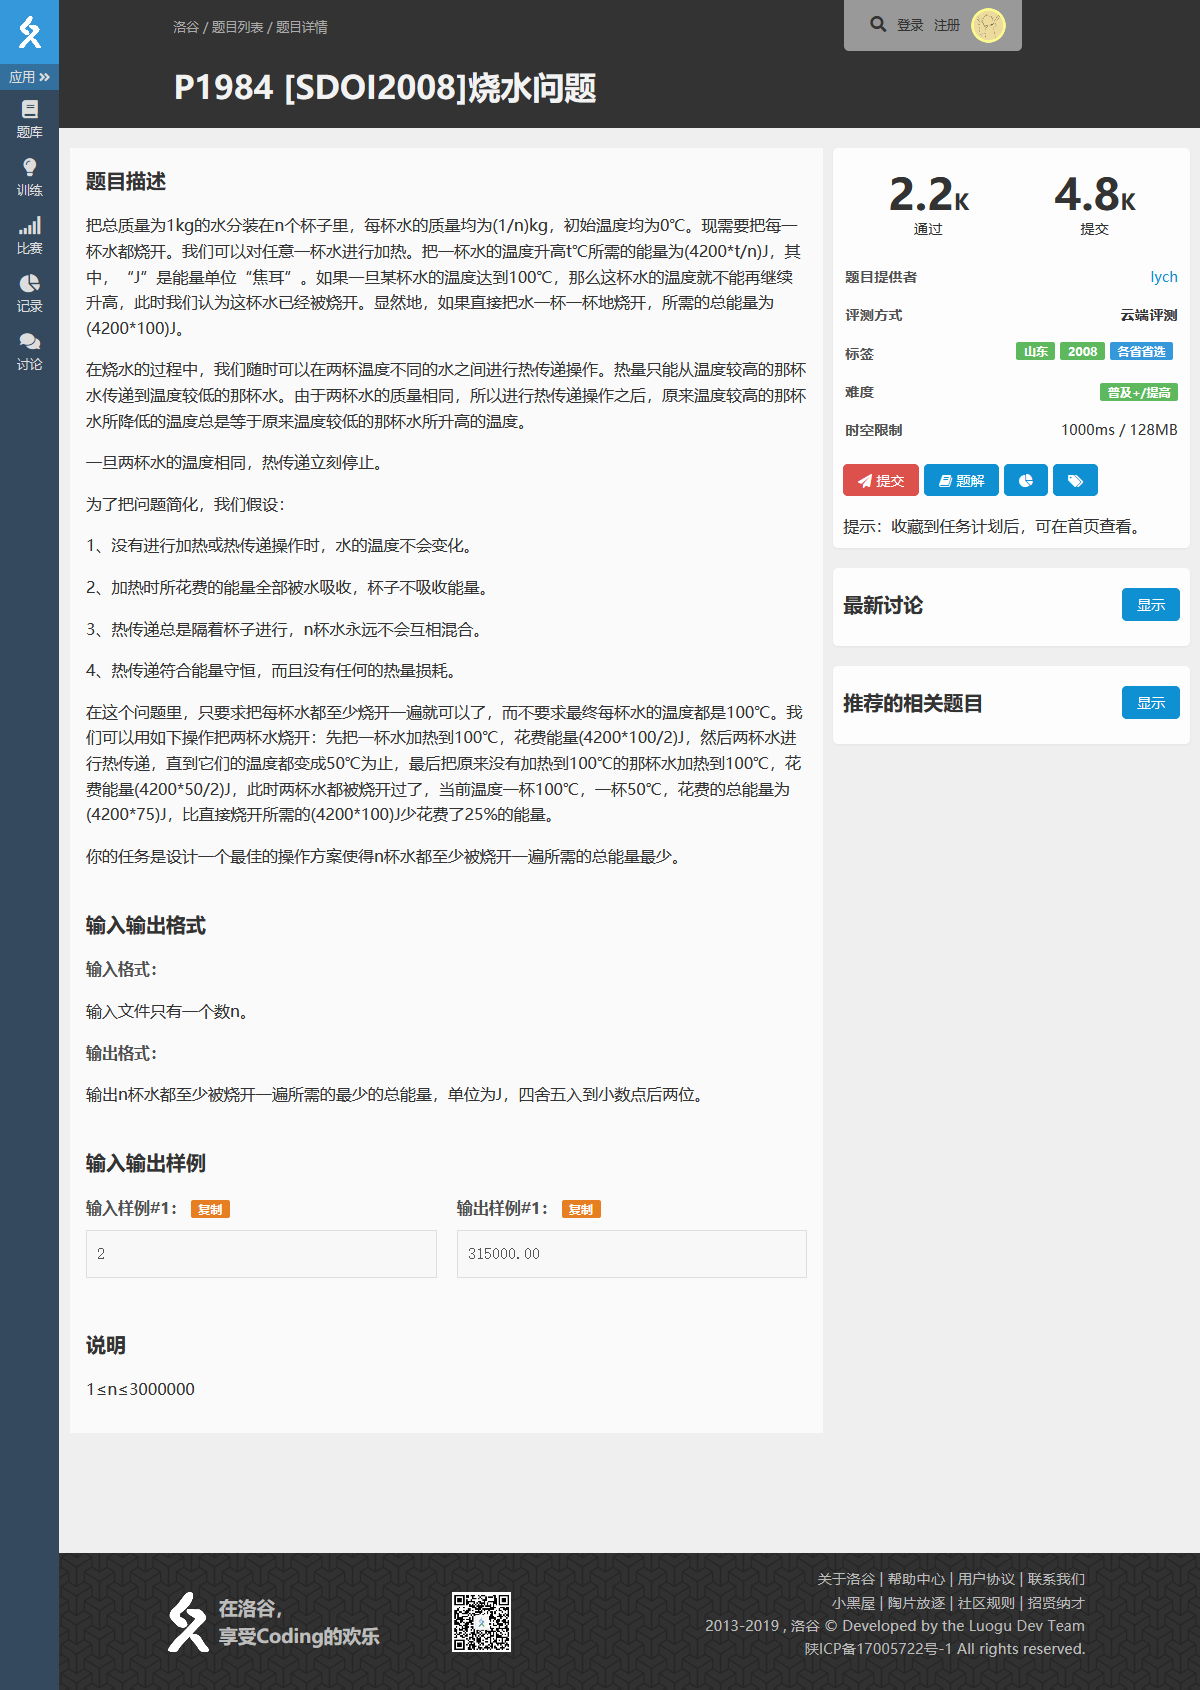 洛谷 / 题目列表 / 题目详情
登录 注册
P1984 [SDOI2008]烧水问题
应用
题库
训练
比赛
记录
讨论
题目描述
把总质量为1kg的水分装在n个杯子里，每杯水的质量均为(1/n)kg，初始温度均为0℃。现需要把每一
杯水都烧开。我们可以对任意一杯水进行加热。把一杯水的温度升高t℃所需的能量为(4200*t/n)J，其
中，“J”是能量单位“焦耳”。如果一旦某杯水的温度达到100℃，那么这杯水的温度就不能再继续
升高，此时我们认为这杯水已经被烧开。显然地，如果直接把水一杯一杯地烧开，所需的总能量为
(4200*100)J。
在烧水的过程中，我们随时可以在两杯温度不同的水之间进行热传递操作。热量只能从温度较高的那杯
水传递到温度较低的那杯水。由于两杯水的质量相同，所以进行热传递操作之后，原来温度较高的那杯
水所降低的温度总是等于原来温度较低的那杯水所升高的温度。
一旦两杯水的温度相同，热传递立刻停止。
为了把问题简化，我们假设：
1、没有进行加热或热传递操作时，水的温度不会变化。
2、加热时所花费的能量全部被水吸收，杯子不吸收能量。
3、热传递总是隔着杯子进行，n杯水永远不会互相混合。
4、热传递符合能量守恒，而且没有任何的热量损耗。
在这个问题里，只要求把每杯水都至少烧开一遍就可以了，而不要求最终每杯水的温度都是100℃。我
们可以用如下操作把两杯水烧开：先把一杯水加热到100℃，花费能量(4200*100/2)J，然后两杯水进
行热传递，直到它们的温度都变成50℃为止，最后把原来没有加热到100℃的那杯水加热到100℃，花
费能量(4200*50/2)J，此时两杯水都被烧开过了，当前温度一杯100℃，一杯50℃，花费的总能量为
(4200*75)J，比直接烧开所需的(4200*100)J少花费了25%的能量。
你的任务是设计一个最佳的操作方案使得n杯水都至少被烧开一遍所需的总能量最少。
输入输出格式
输入格式：
输入文件只有一个数n。
输出格式：
输出n杯水都至少被烧开一遍所需的最少的总能量，单位为J，四舍五入到小数点后两位。
输入输出样例
输入样例#1： 复制
2
输出样例#1： 复制
315000.00
说明
1≤n≤3000000
2.2K 4.8K
通过 提交
题目提供者 lych
评测方式 云端评测
标签 山东 2008 各省省选
难度 普及+/提高
时空限制 1000ms / 128MB
提交 题解
提示：收藏到任务计划后，可在首页查看。
最新讨论 显示
推荐的相关题目 显示
在洛谷，
享受Coding的欢乐
关于洛谷 | 帮助中心 | 用户协议 | 联系我们
小黑屋 | 陶片放逐 | 社区规则 | 招贤纳才
2013-2019 , 洛谷 © Developed by the Luogu Dev Team
陕ICP备17005722号-1 All rights reserved.